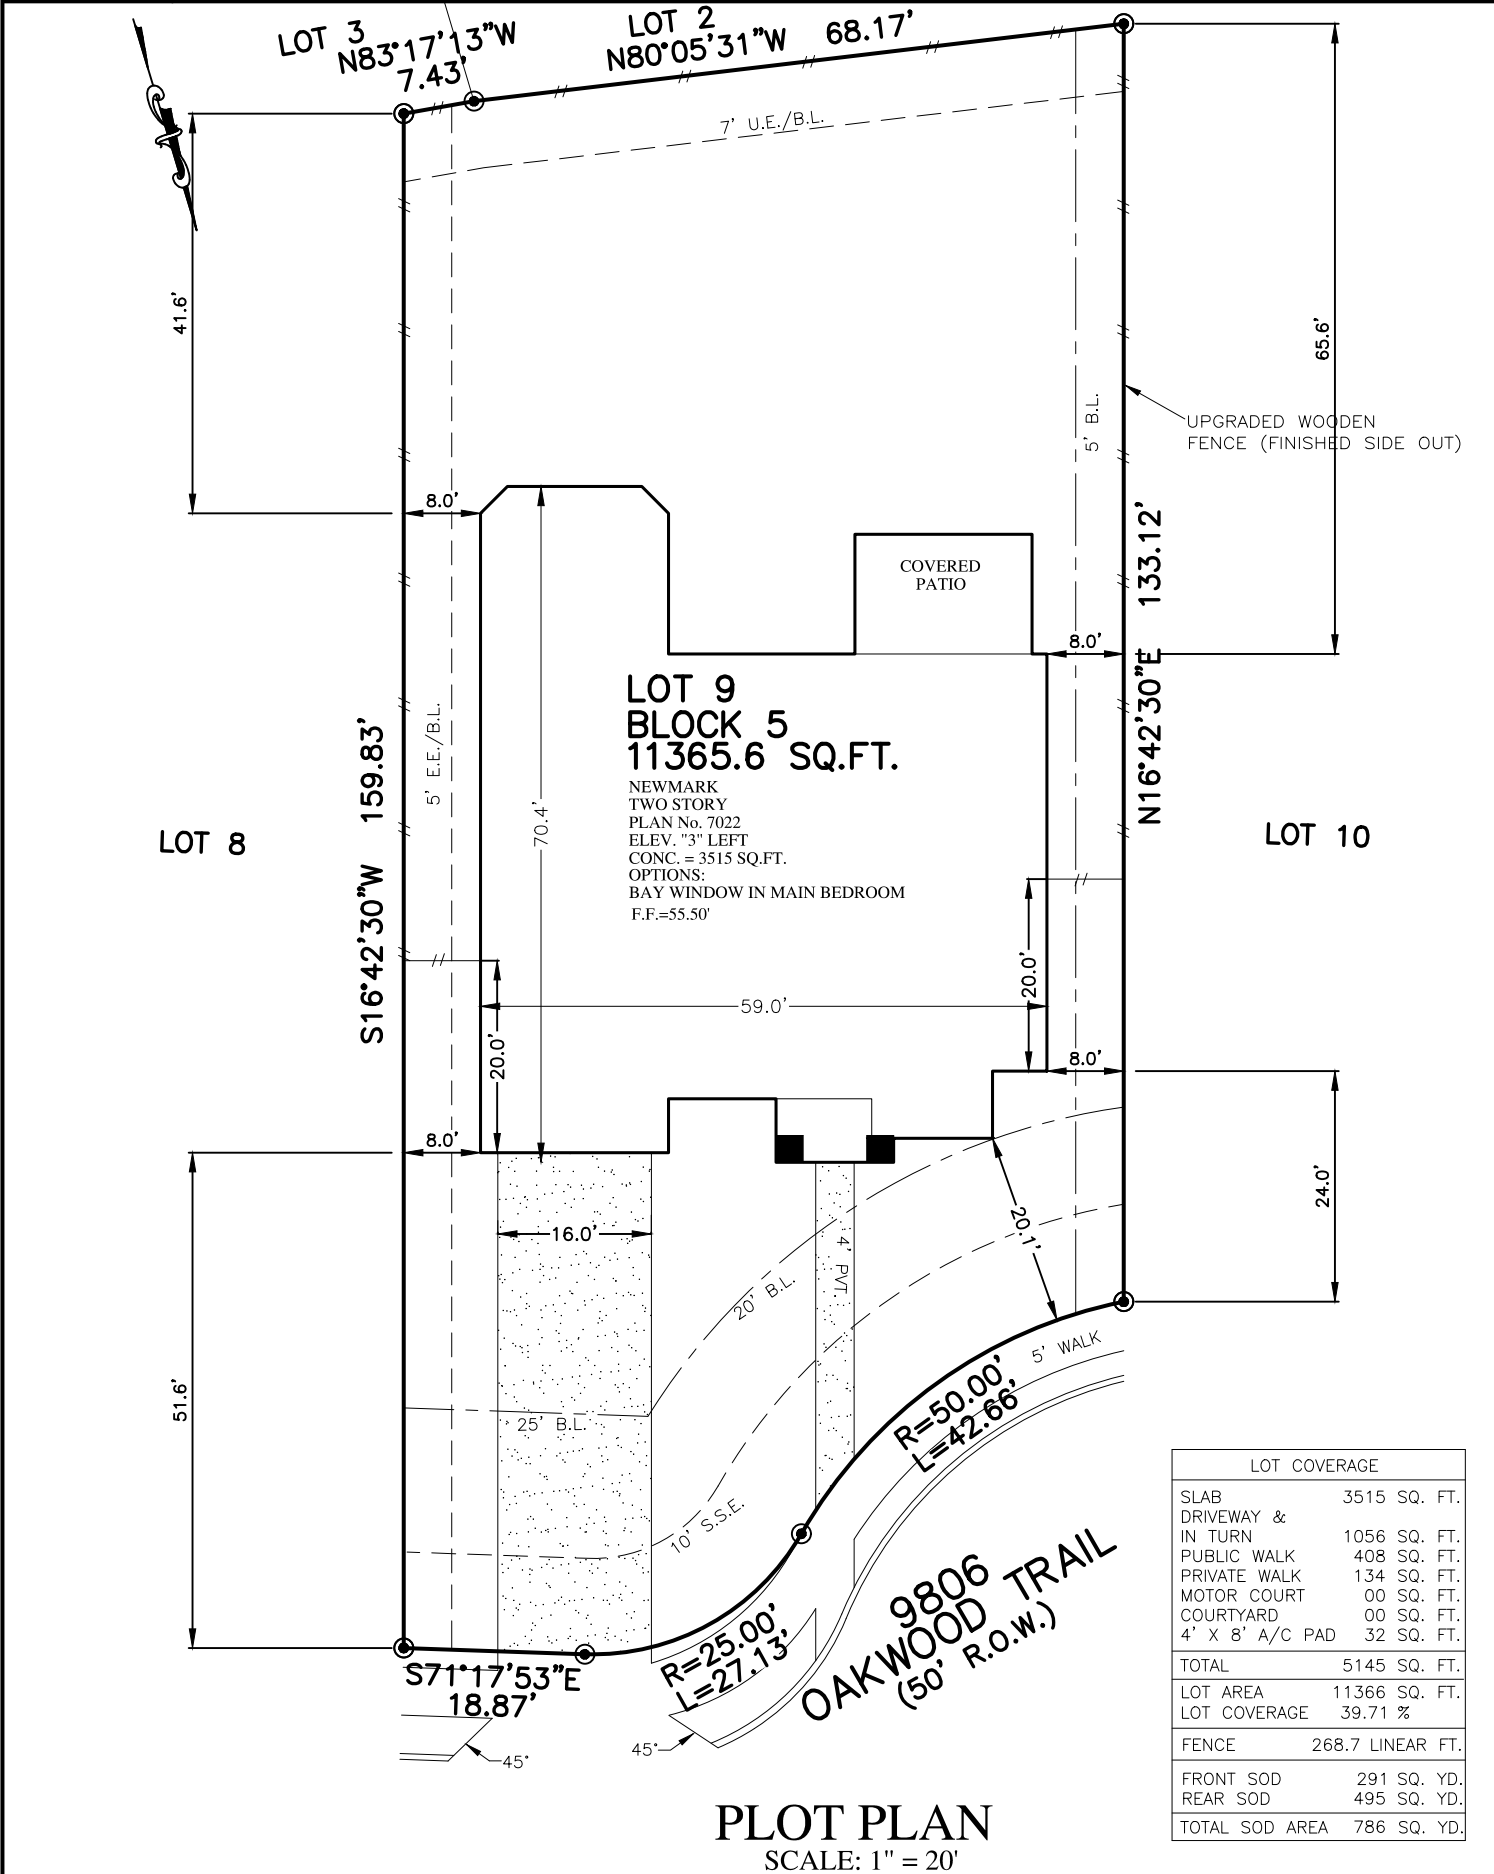 LOT 3
N83°17'13"W
7.43'
LOT 2
N80°05'31"W 68.17'
7' U.E./B.L.
41.6'
65.6'
5' B.L.
UPGRADED WOODEN
FENCE (FINISHED SIDE OUT)
8.0'
COVERED
PATIO
N16°42'30"E 133.12'
8.0'
LOT 9
BLOCK 5
11365.6 SQ.FT.
NEWMARK
TWO STORY
PLAN No. 7022
ELEV. "3" LEFT
CONC. = 3515 SQ.FT.
OPTIONS:
BAY WINDOW IN MAIN BEDROOM
F.F.=55.50'
S16°42'30"W 159.83'
5' E.E./B.L.
70.4'
LOT 8
LOT 10
59.0'
20.0'
20.0'
8.0'
8.0'
24.0'
51.6'
16.0'
4' PVT.
20.1'
20' B.L.
25' B.L.
10' S.S.E.
5' WALK
R=50.00'
L=42.66'
R=25.00'
L=27.13'
S71°17'53"E
18.87'
45°
45°
9806
OAKWOOD TRAIL
(50' R.O.W.)
LOT COVERAGE
SLAB 3515 SQ. FT.
DRIVEWAY &
IN TURN 1056 SQ. FT.
PUBLIC WALK 408 SQ. FT.
PRIVATE WALK 134 SQ. FT.
MOTOR COURT 00 SQ. FT.
COURTYARD 00 SQ. FT.
4' X 8' A/C PAD 32 SQ. FT.
TOTAL 5145 SQ. FT.
LOT AREA 11366 SQ. FT.
LOT COVERAGE 39.71 %
FENCE 268.7 LINEAR FT.
FRONT SOD 291 SQ. YD.
REAR SOD 495 SQ. YD.
TOTAL SOD AREA 786 SQ. YD.
PLOT PLAN
SCALE: 1" = 20'